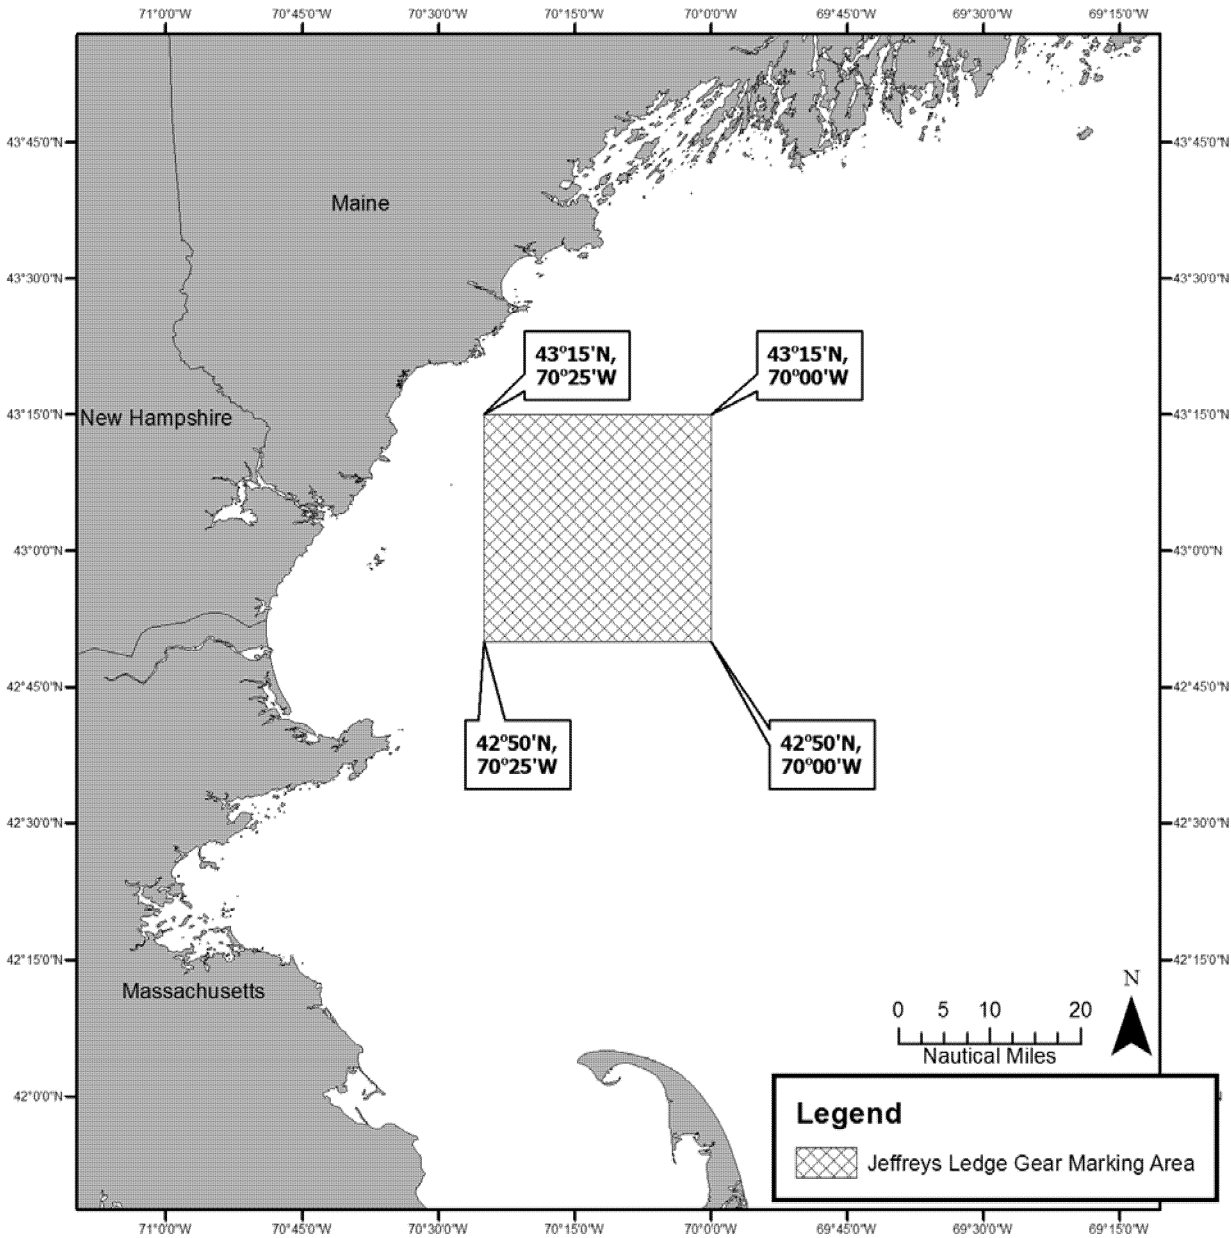 71°0'0"W 70°45'0"W 70°30'0"W 70°15'0"W 70°0'0"W 69°45'0"W 69°30'0"W 69°15'0"W
43°45'0"N 43°45'0"N
Maine
43°30'0"N 43°30'0"N
43°15'N,
70°25'W
43°15'N,
70°00'W
43°15'0"N 43°15'0"N
New Hampshire
43°0'0"N 43°0'0"N
42°45'0"N 42°45'0"N
42°50'N,
70°25'W
42°50'N,
70°00'W
42°30'0"N 42°30'0"N
42°15'0"N 42°15'0"N
Massachusetts
N
0 5 10 20
Nautical Miles
42°0'0"N
Legend
Jeffreys Ledge Gear Marking Area
71°0'0"W 70°45'0"W 70°30'0"W 70°15'0"W 70°0'0"W 69°45'0"W 69°30'0"W 69°15'0"W